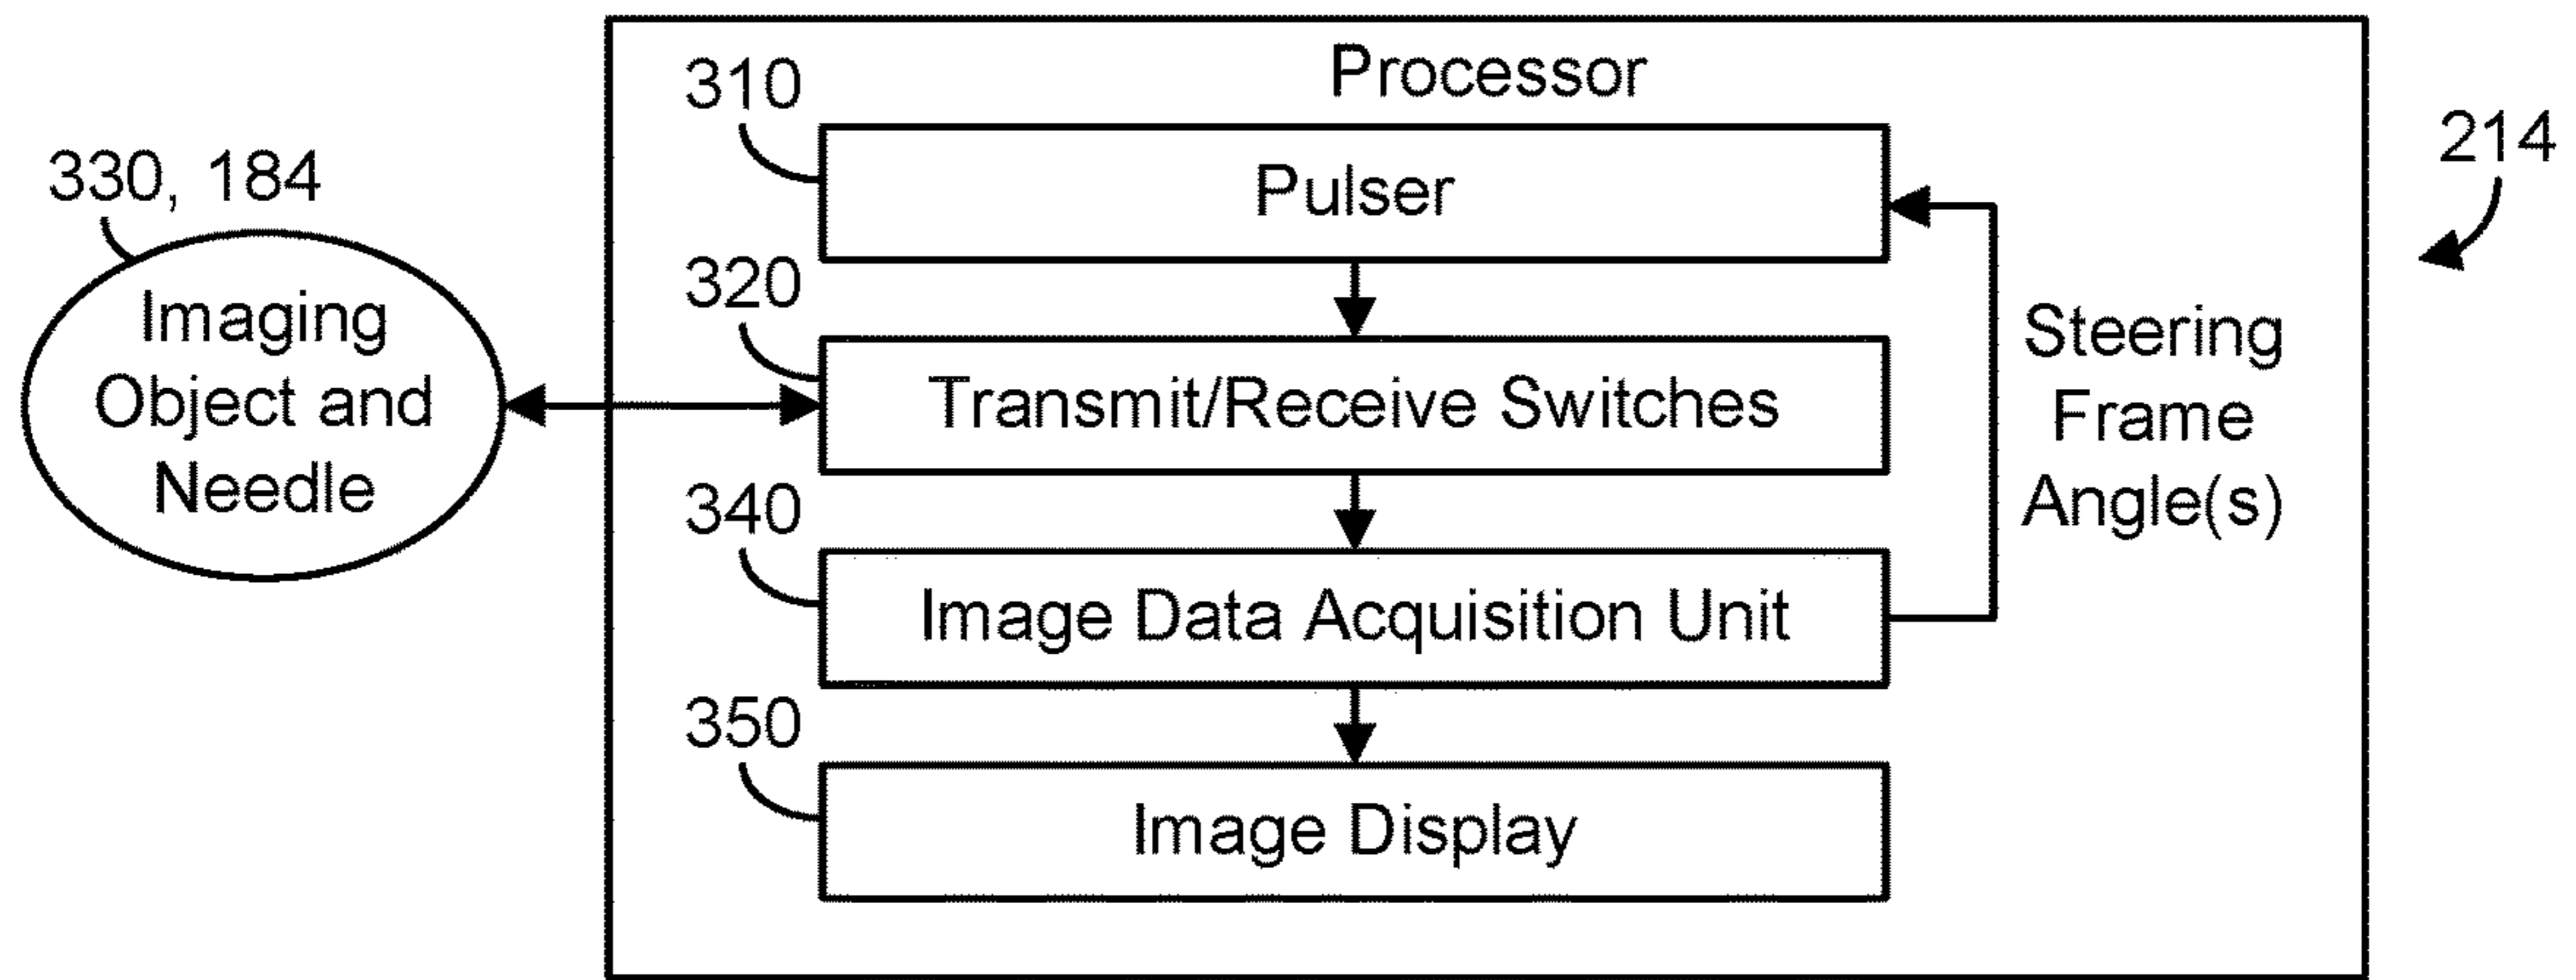 Processor
310
Pulser
214
330, 184
Imaging
Object and
Needle
320
Transmit/Receive Switches
Steering
Frame
Angle(s)
340
Image Data Acquisition Unit
350
Image Display